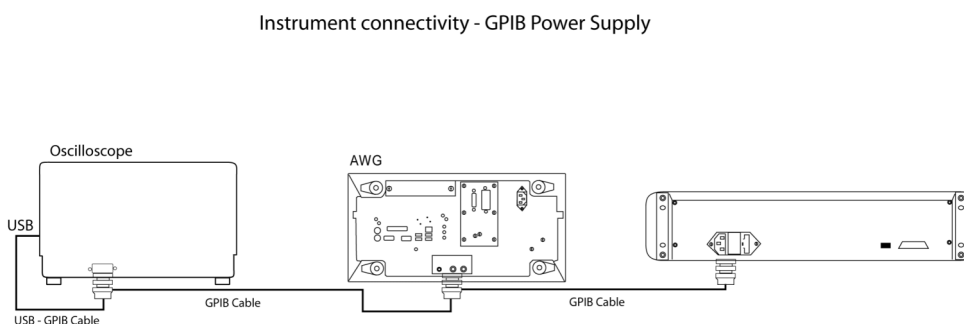 Instrument connectivity - GPIB Power Supply
Oscilloscope
AWG
USB
GPIB Cable
GPIB Cable
USB - GPIB Cable